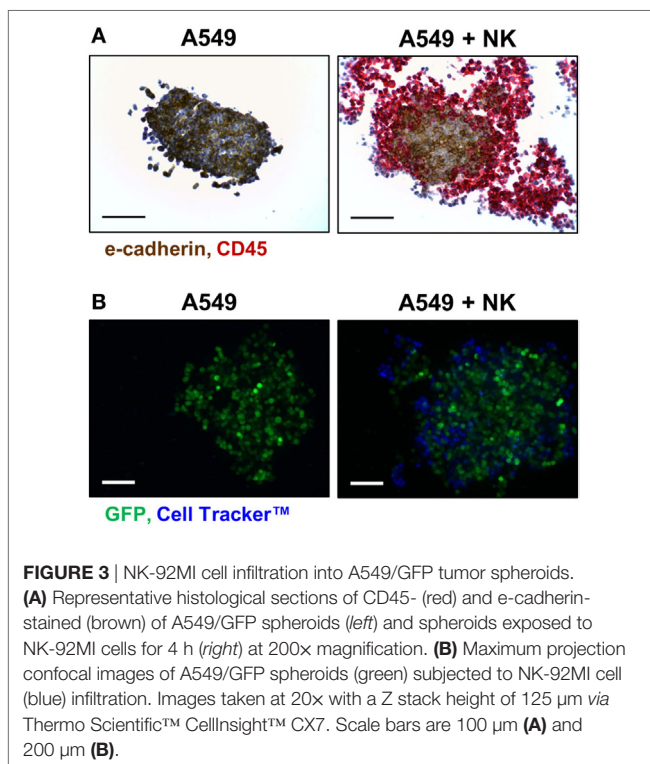 A
A549
A549 + NK
e-cadherin, CD45
B
A549
A549 + NK
GFP, Cell Tracker™
FIGURE 3 | NK-92MI cell infiltration into A549/GFP tumor spheroids.
(A) Representative histological sections of CD45- (red) and e-cadherin-
stained (brown) of A549/GFP spheroids (left) and spheroids exposed to
NK-92MI cells for 4 h (right) at 200× magnification. (B) Maximum projection
confocal images of A549/GFP spheroids (green) subjected to NK-92MI cell
(blue) infiltration. Images taken at 20× with a Z stack height of 125 μm via
Thermo Scientific™ CellInsight™ CX7. Scale bars are 100 μm (A) and
200 μm (B).